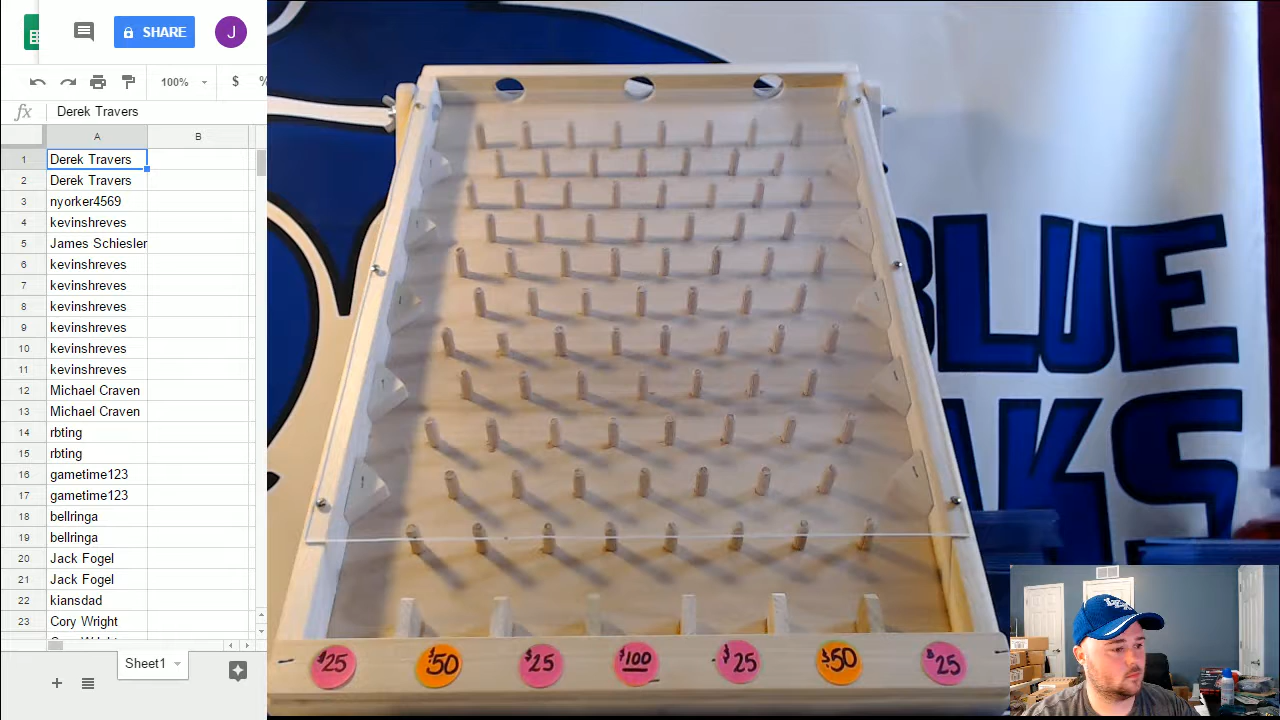 SHARE
J
100%
$
%
fx
Derek Travers
A
B
1 Derek Travers
2 Derek Travers
3 nyorker4569
4 kevinshreves
5 James Schiesler
6 kevinshreves
7 kevinshreves
8 kevinshreves
9 kevinshreves
10 kevinshreves
11 kevinshreves
12 Michael Craven
13 Michael Craven
14 rbting
15 rbting
16 gametime123
17 gametime123
18 bellringa
19 bellringa
20 Jack Fogel
21 Jack Fogel
22 kiansdad
23 Cory Wright
Sheet1
BLUE
AKS
$25
$50
$25
$100
$25
$50
$25